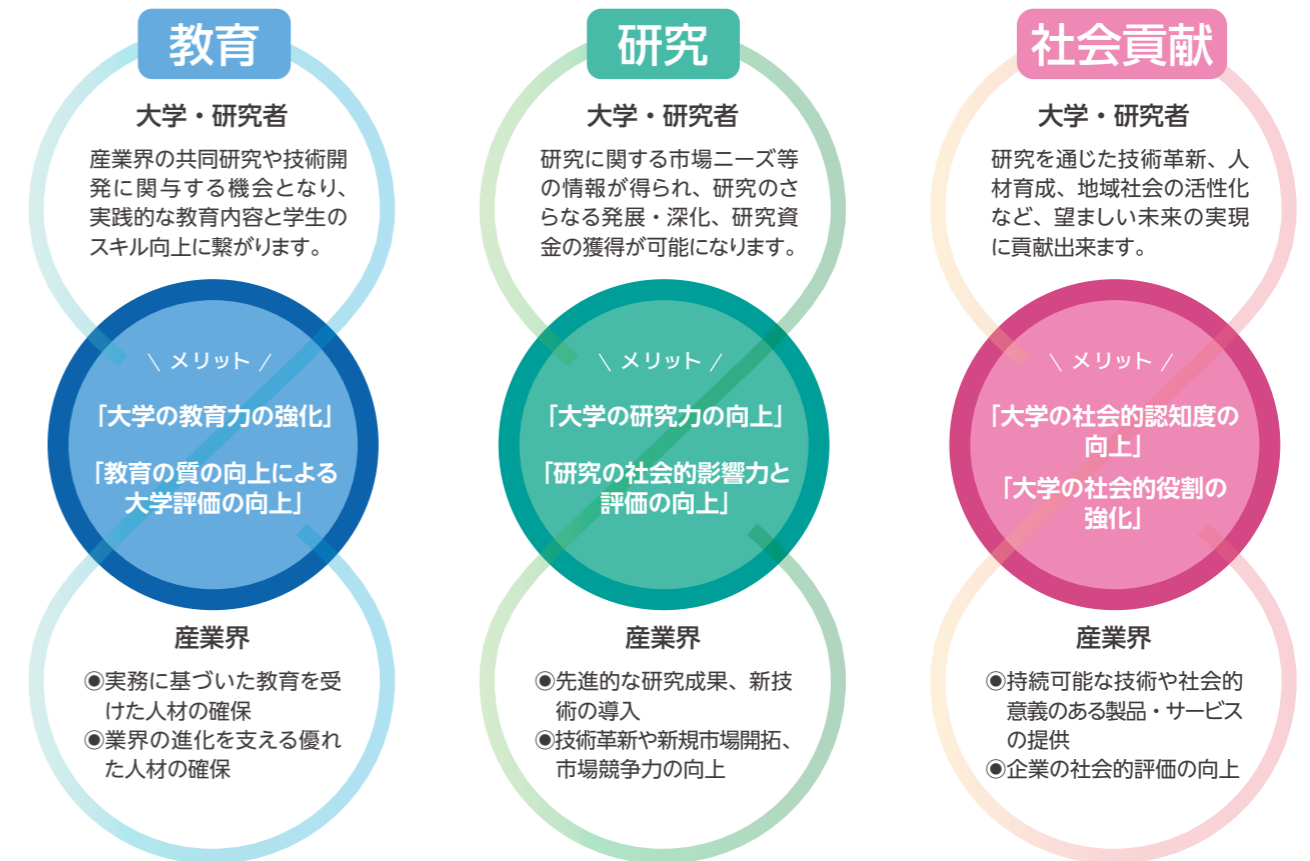 教育
大学・研究者
産業界の共同研究や技術開
発に関与する機会となり、
実践的な教育内容と学生の
スキル向上に繋がります。
\ メリット /
「大学の教育力の強化」
「教育の質の向上による
大学評価の向上」
産業界
◉実務に基づいた教育を受
けた人材の確保
◉業界の進化を支える優れ
た人材の確保
研究
大学・研究者
研究に関する市場ニーズ等
の情報が得られ、研究のさ
らなる発展・深化、研究資
金の獲得が可能になります。
\ メリット /
「大学の研究力の向上」
「研究の社会的影響力と
評価の向上」
産業界
◉先進的な研究成果、新技
術の導入
◉技術革新や新規市場開拓、
市場競争力の向上
社会貢献
大学・研究者
研究を通じた技術革新、人
材育成、地域社会の活性化
など、望ましい未来の実現
に貢献出来ます。
\ メリット /
「大学の社会的認知度の
向上」
「大学の社会的役割の
強化」
産業界
◉持続可能な技術や社会的
意義のある製品・サービス
の提供
◉企業の社会的評価の向上